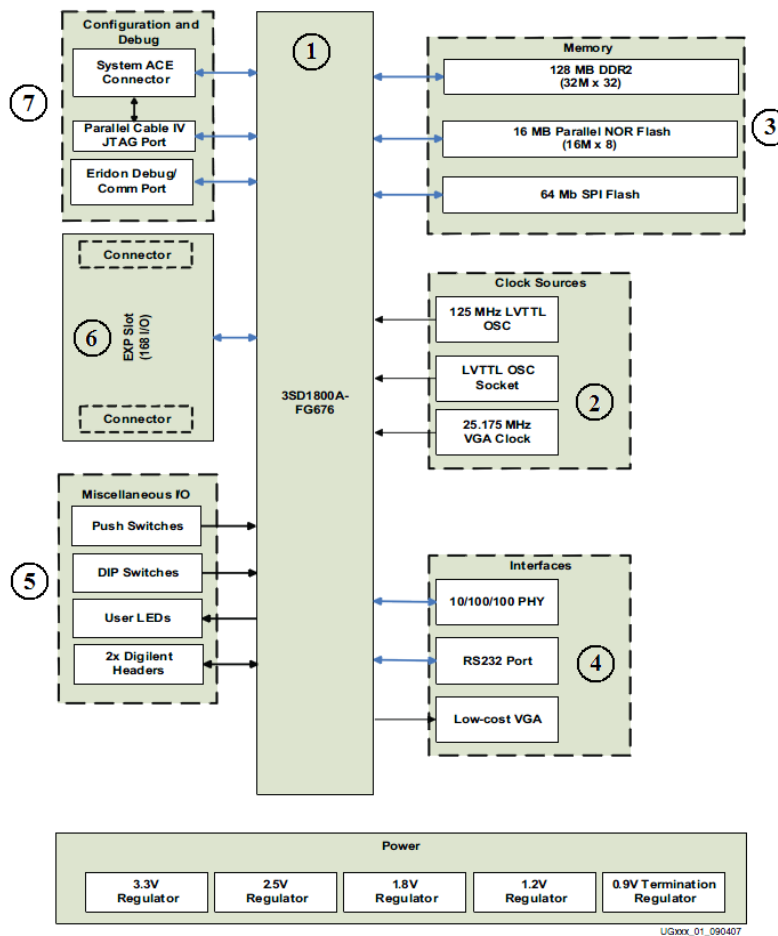 Configuration and
Debug
System ACE
Connector
Parallel Cable IV
JTAG Port
Eridon Debug/
Comm Port
7
1
3SD1800A-
FG676
Memory
128 MB DDR2
(32M x 32)
16 MB Parallel NOR Flash
(16M x 8)
64 Mb SPI Flash
3
Connector
6
EXP Slot
(168 I/O)
Connector
Clock Sources
125 MHz LVTTL
OSC
LVTTL OSC
Socket
25.175 MHz
VGA Clock
2
Miscellaneous I/O
Push Switches
DIP Switches
User LEDs
2x Digilent
Headers
5
Interfaces
10/100/100 PHY
RS232 Port
Low-cost VGA
4
Power
3.3V
Regulator
2.5V
Regulator
1.8V
Regulator
1.2V
Regulator
0.9V Termination
Regulator
UGxxx_01_090407